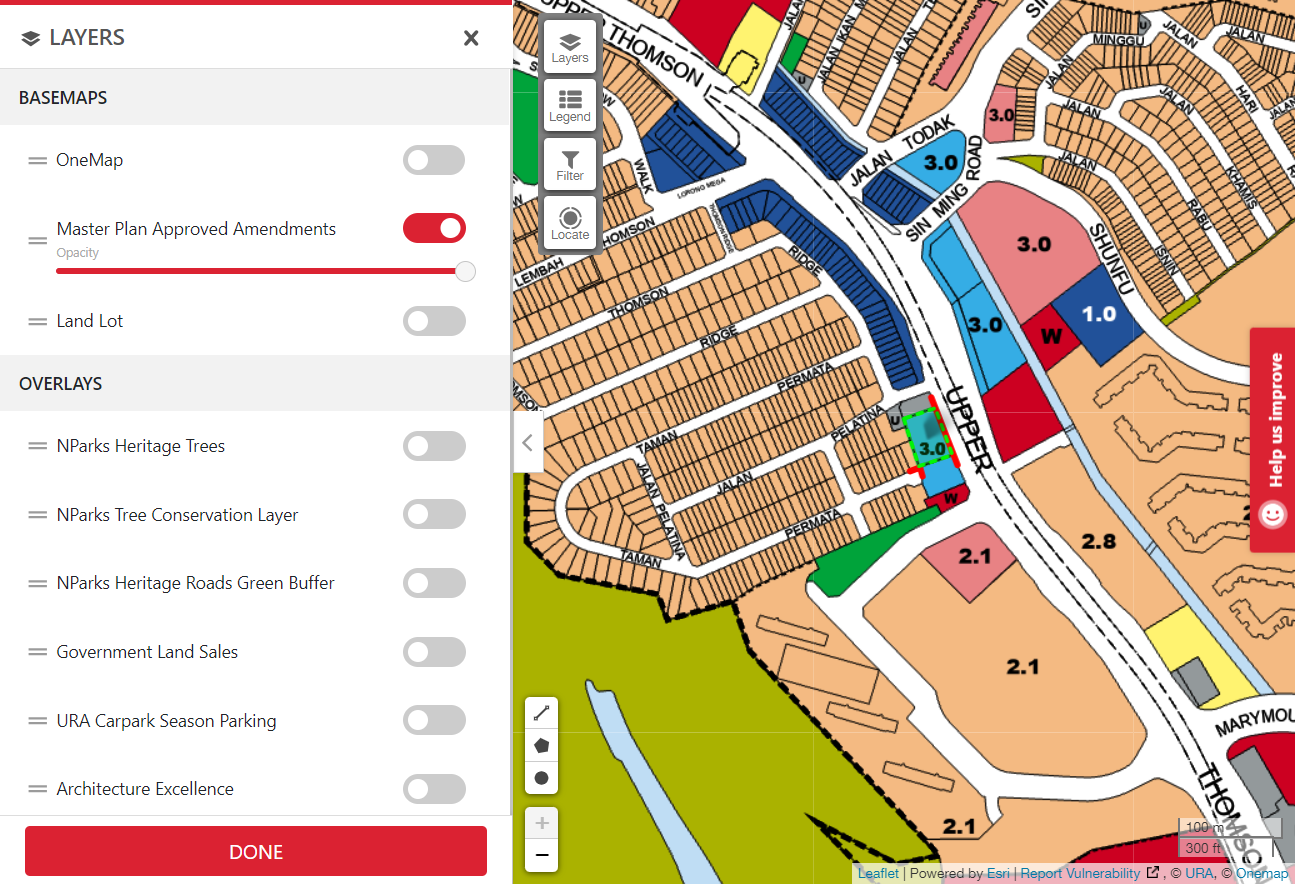 LAYERS
BASEMAPS
OneMap
Master Plan Approved Amendments
Opacity
Land Lot
OVERLAYS
NParks Heritage Trees
NParks Tree Conservation Layer
NParks Heritage Roads Green Buffer
Government Land Sales
URA Carpark Season Parking
Architecture Excellence
DONE
Layers
Legend
Filter
Locate
UPPER THOMSON
JALAN
JALAN IKAN
JALAN
MINGGU
JALAN
JALAN
U
U
JALAN
HARI
JALAN
JALAN
3.0
JALAN TODAK
3.0
ROAD
SIN MING
JALAN
KHAMIS
RABU
ISNIN
SHUNFU
WALK
LORONG MEGA
THOMSON RIDGE
THOMSON
LEMBAH
RIDGE
3.0
1.0
THOMSON
3.0
W
RIDGE
PERMATA
PELATINA
U
UPPER
3.0
TAMAN
JALAN PELATINA
JALAN
W
PERMATA
TAMAN
2.8
2.1
2.1
2.1
MARYMOU
THOMSON
100 m
300 ft
Help us improve
Leaflet | Powered by Esri | Report Vulnerability , © URA, © Onemap